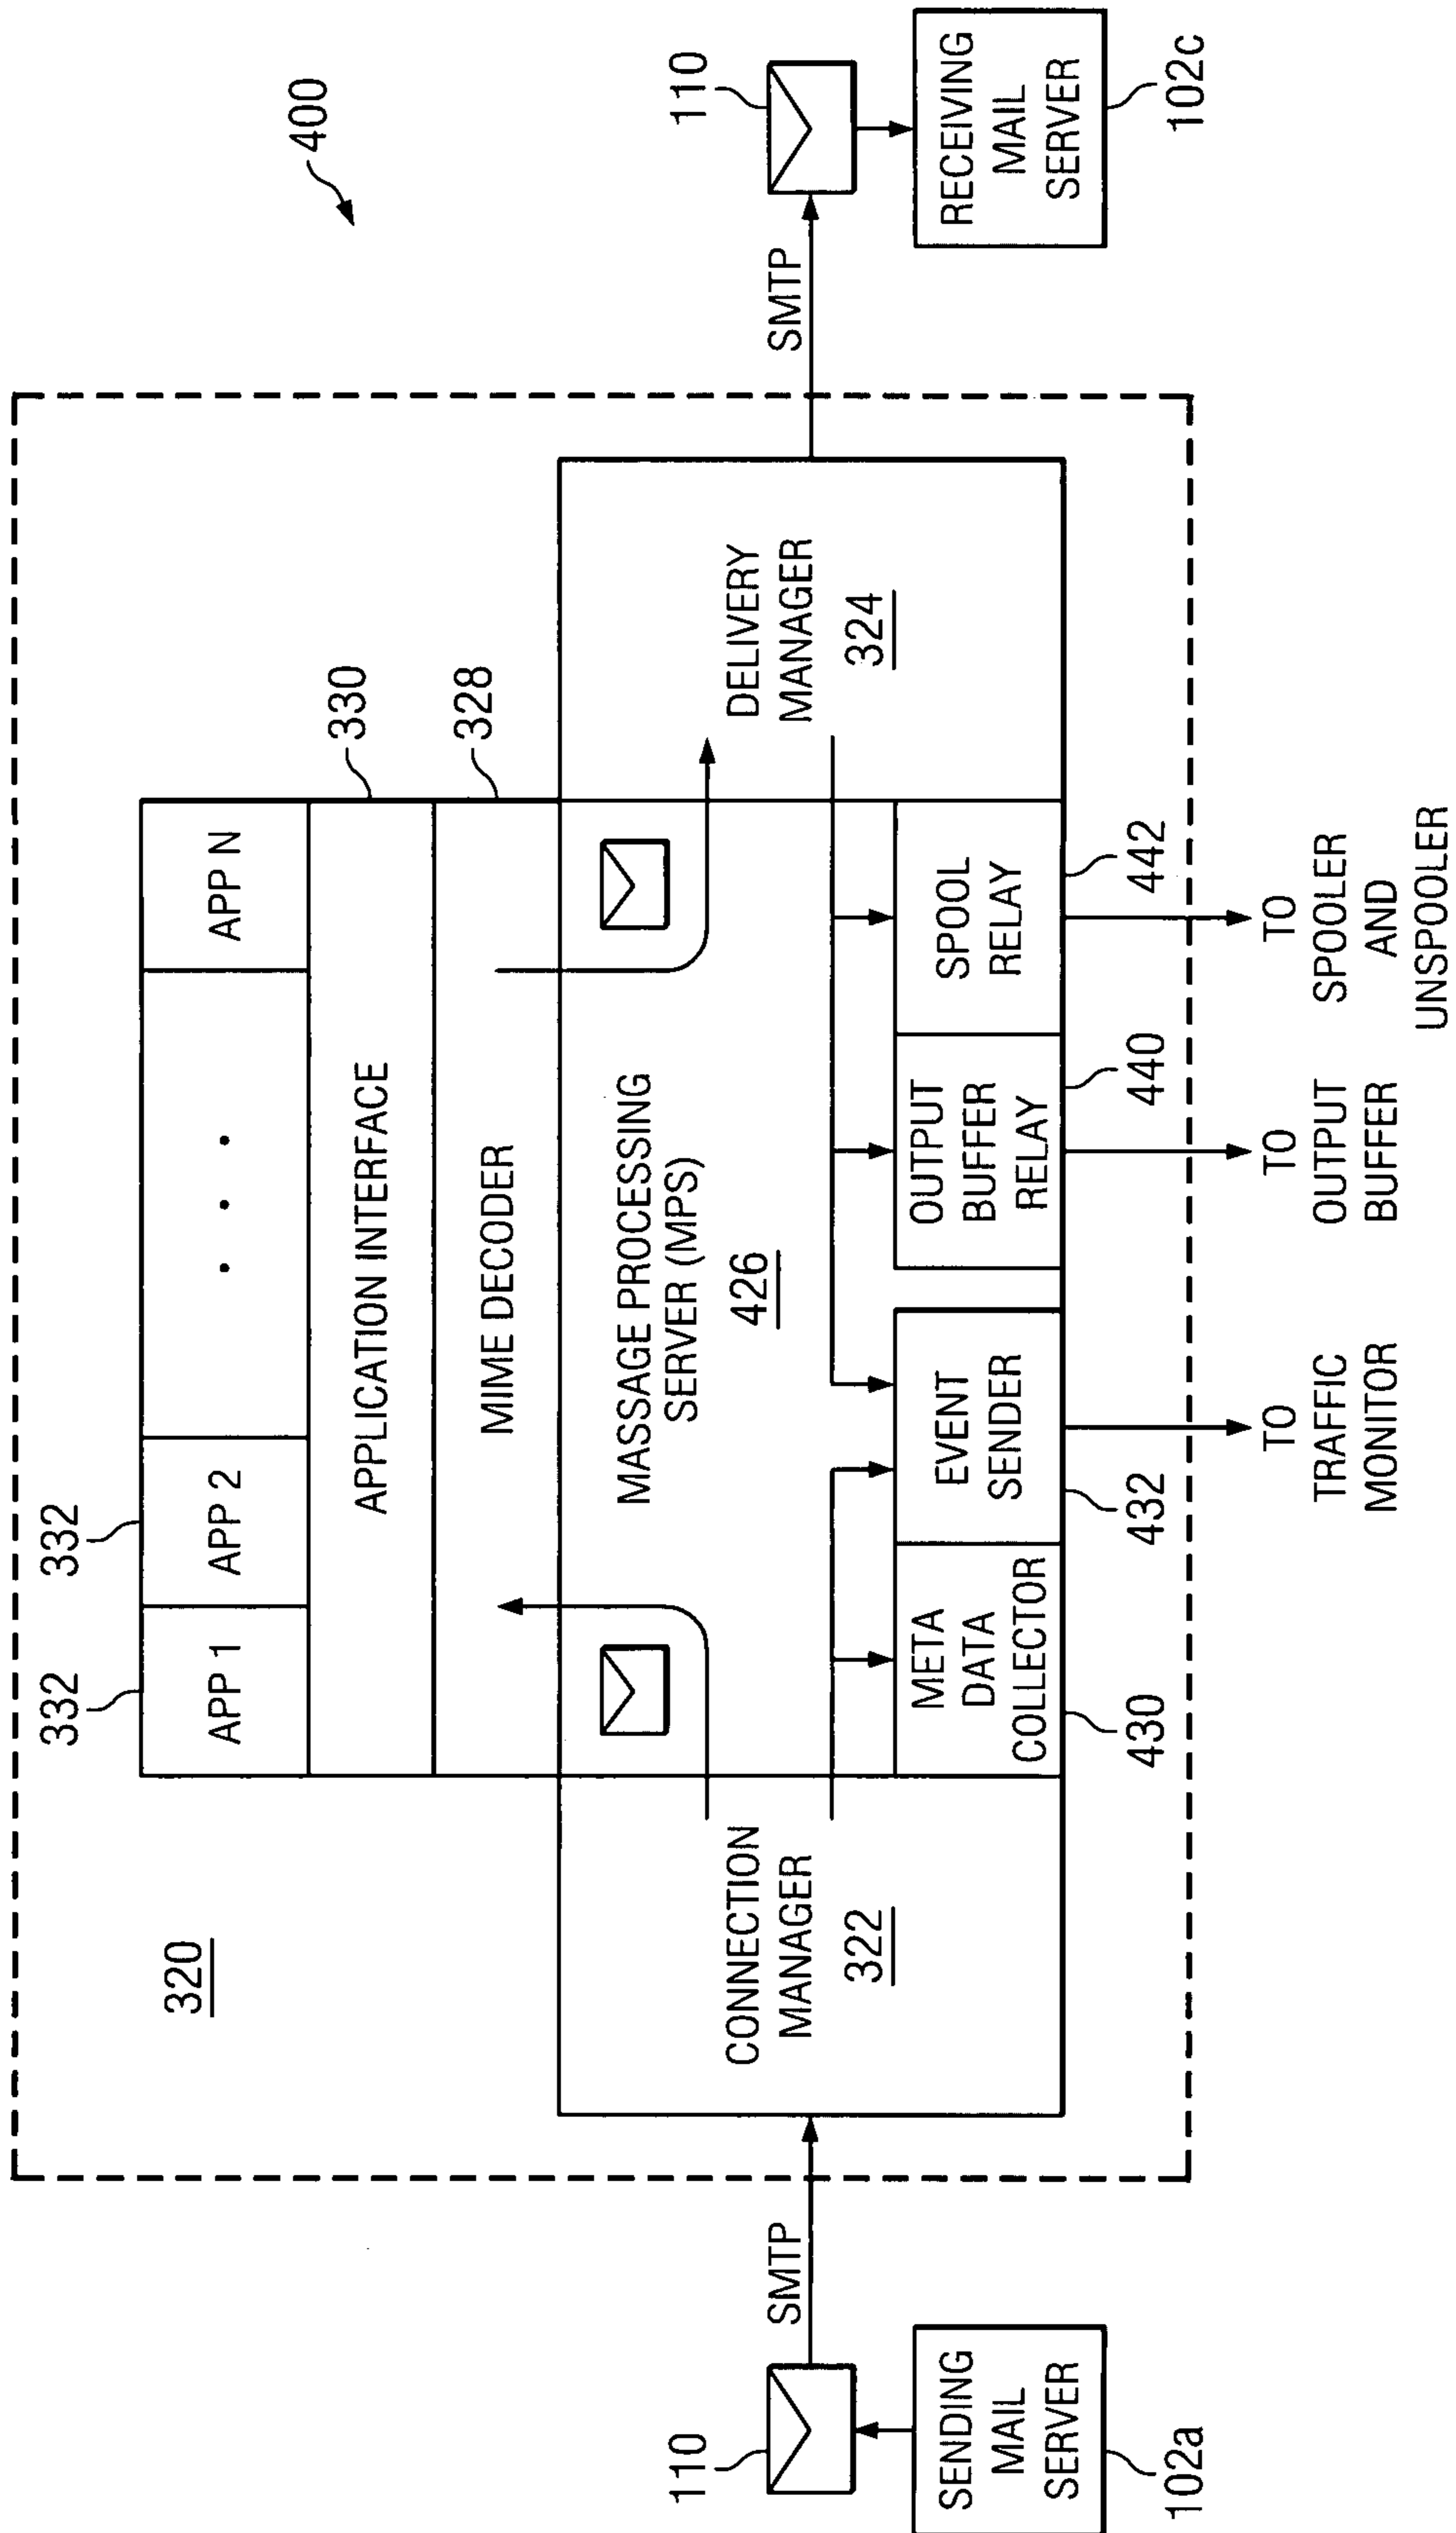 400
320
332
332
APP 1
APP 2
• • •
APP N
APPLICATION INTERFACE
330
MIME DECODER
328
110
SMTP
SENDING
MAIL
SERVER
102a
CONNECTION
MANAGER
322
MASSAGE PROCESSING
SERVER (MPS)
426
DELIVERY
MANAGER
324
META
DATA
COLLECTOR
430
EVENT
SENDER
432
OUTPUT
BUFFER
RELAY
440
SPOOL
RELAY
442
TO
TRAFFIC
MONITOR
TO
OUTPUT
BUFFER
TO
SPOOLER
AND
UNSPOOLER
SMTP
110
RECEIVING
MAIL
SERVER
102c